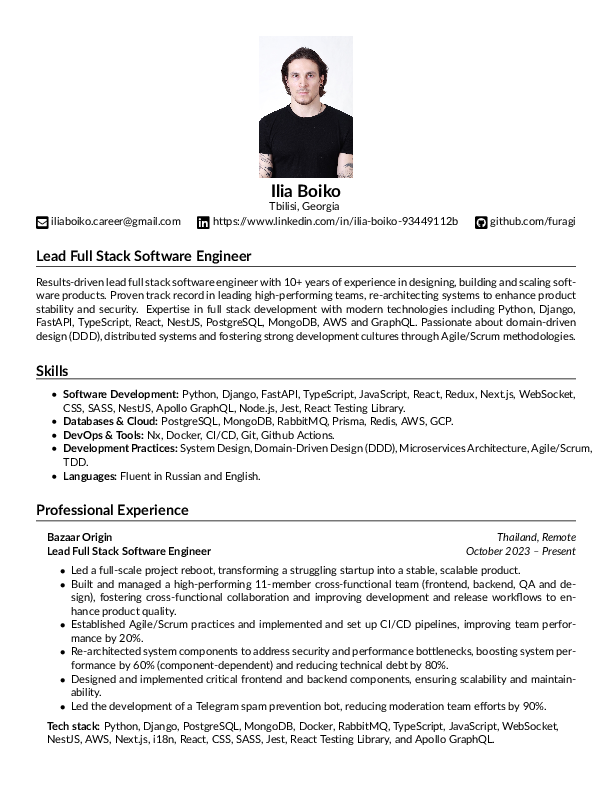 Ilia Boiko
Tbilisi, Georgia
iliaboiko.career@gmail.com https://www.linkedin.com/in/ilia-boiko-93449112b github.com/furagi
Lead Full Stack Software Engineer
Results-driven lead full stack software engineer with 10+ years of experience in designing, building and scaling soft-
ware products. Proven track record in leading high-performing teams, re-architecting systems to enhance product
stability and security. Expertise in full stack development with modern technologies including Python, Django,
FastAPI, TypeScript, React, NestJS, PostgreSQL, MongoDB, AWS and GraphQL. Passionate about domain-driven
design (DDD), distributed systems and fostering strong development cultures through Agile/Scrum methodologies.
Skills
• Software Development: Python, Django, FastAPI, TypeScript, JavaScript, React, Redux, Next.js, WebSocket,
CSS, SASS, NestJS, Apollo GraphQL, Node.js, Jest, React Testing Library.
• Databases & Cloud: PostgreSQL, MongoDB, RabbitMQ, Prisma, Redis, AWS, GCP.
• DevOps & Tools: Nx, Docker, CI/CD, Git, Github Actions.
• Development Practices: System Design, Domain-Driven Design (DDD), Microservices Architecture, Agile/Scrum,
TDD.
• Languages: Fluent in Russian and English.
Professional Experience
Bazaar Origin Thailand, Remote
Lead Full Stack Software Engineer October 2023 – Present
• Led a full-scale project reboot, transforming a struggling startup into a stable, scalable product.
• Built and managed a high-performing 11-member cross-functional team (frontend, backend, QA and de-
sign), fostering cross-functional collaboration and improving development and release workflows to en-
hance product quality.
• Established Agile/Scrum practices and implemented and set up CI/CD pipelines, improving team perfor-
mance by 20%.
• Re-architected system components to address security and performance bottlenecks, boosting system per-
formance by 60% (component-dependent) and reducing technical debt by 80%.
• Designed and implemented critical frontend and backend components, ensuring scalability and maintain-
ability.
• Led the development of a Telegram spam prevention bot, reducing moderation team efforts by 90%.
Tech stack: Python, Django, PostgreSQL, MongoDB, Docker, RabbitMQ, TypeScript, JavaScript, WebSocket,
NestJS, AWS, Next.js, i18n, React, CSS, SASS, Jest, React Testing Library, and Apollo GraphQL.